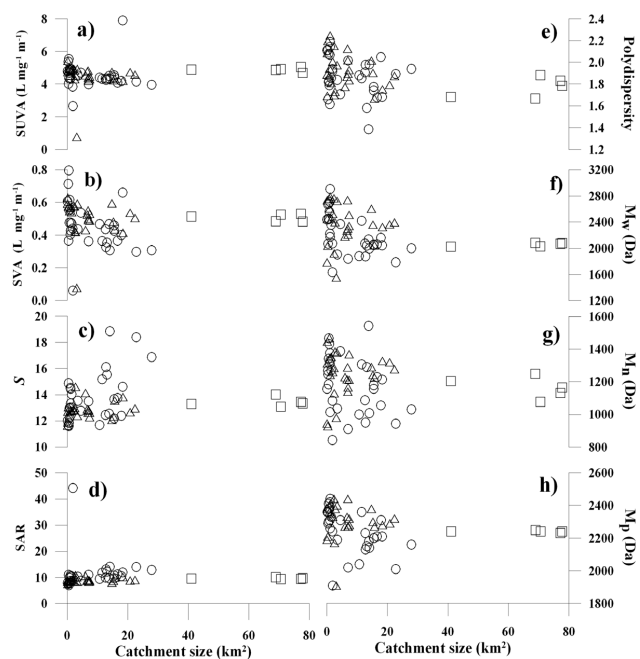 a)
8
6
4
2
0
SUVA (L mg⁻¹ m⁻¹)
e)
2.4
2.2
2.0
1.8
1.6
1.4
1.2
Polydispersity
b)
0.8
0.6
0.4
0.2
0.0
SVA (L mg⁻¹ m⁻¹)
f)
3200
2800
2400
2000
1600
1200
Mw (Da)
c)
20
18
16
14
12
10
S
g)
1600
1400
1200
1000
800
Mn (Da)
d)
50
40
30
20
10
0
SAR
h)
2600
2400
2200
2000
1800
Mp (Da)
0 20 40 60 80
Catchment size (km²)
0 20 40 60 80
Catchment size (km²)